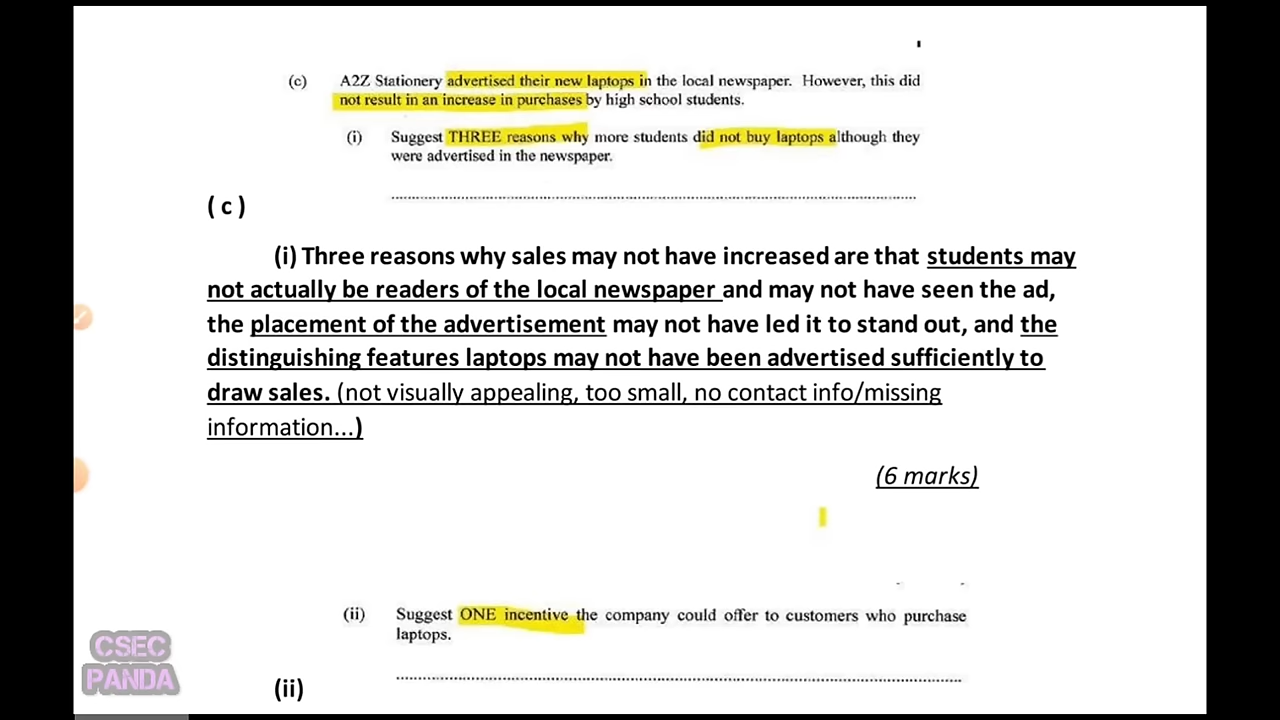 (c) A2Z Stationery advertised their new laptops in the local newspaper. However, this did
not result in an increase in purchases by high school students.
(i) Suggest THREE reasons why more students did not buy laptops although they
were advertised in the newspaper.
( c )
(i) Three reasons why sales may not have increased are that students may
not actually be readers of the local newspaper and may not have seen the ad,
the placement of the advertisement may not have led it to stand out, and the
distinguishing features laptops may not have been advertised sufficiently to
draw sales. (not visually appealing, too small, no contact info/missing
information...)
(6 marks)
(ii) Suggest ONE incentive the company could offer to customers who purchase
laptops.
CSEC
PANDA
(ii)